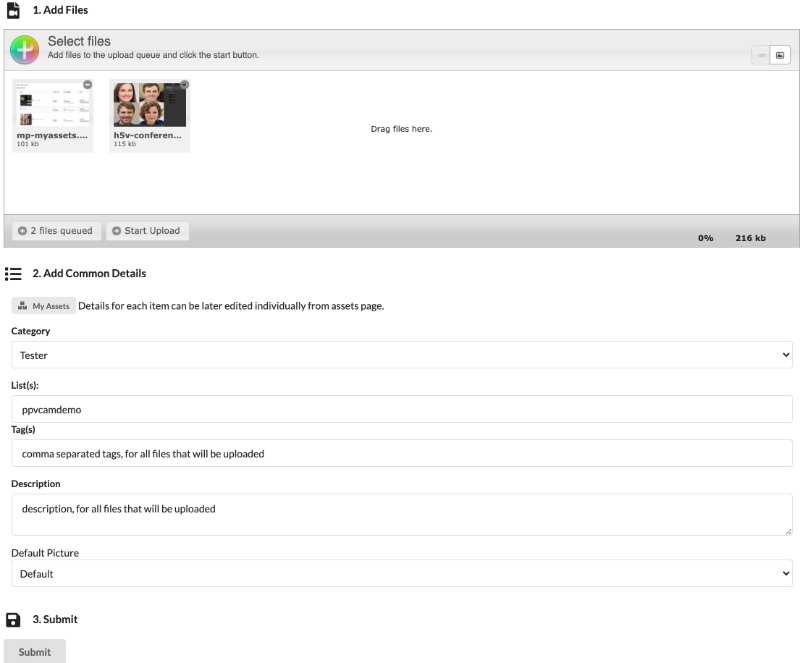 1. Add Files
Select files
Add files to the upload queue and click the start button.
mp-myassets....
101 kb
h5v-conferen...
115 kb
Drag files here.
2 files queued
Start Upload
0%
216 kb
2. Add Common Details
My Assets
Details for each item can be later edited individually from assets page.
Category
Tester
List(s):
ppvcamdemo
Tag(s)
comma separated tags, for all files that will be uploaded
Description
description, for all files that will be uploaded
Default Picture
Default
3. Submit
Submit